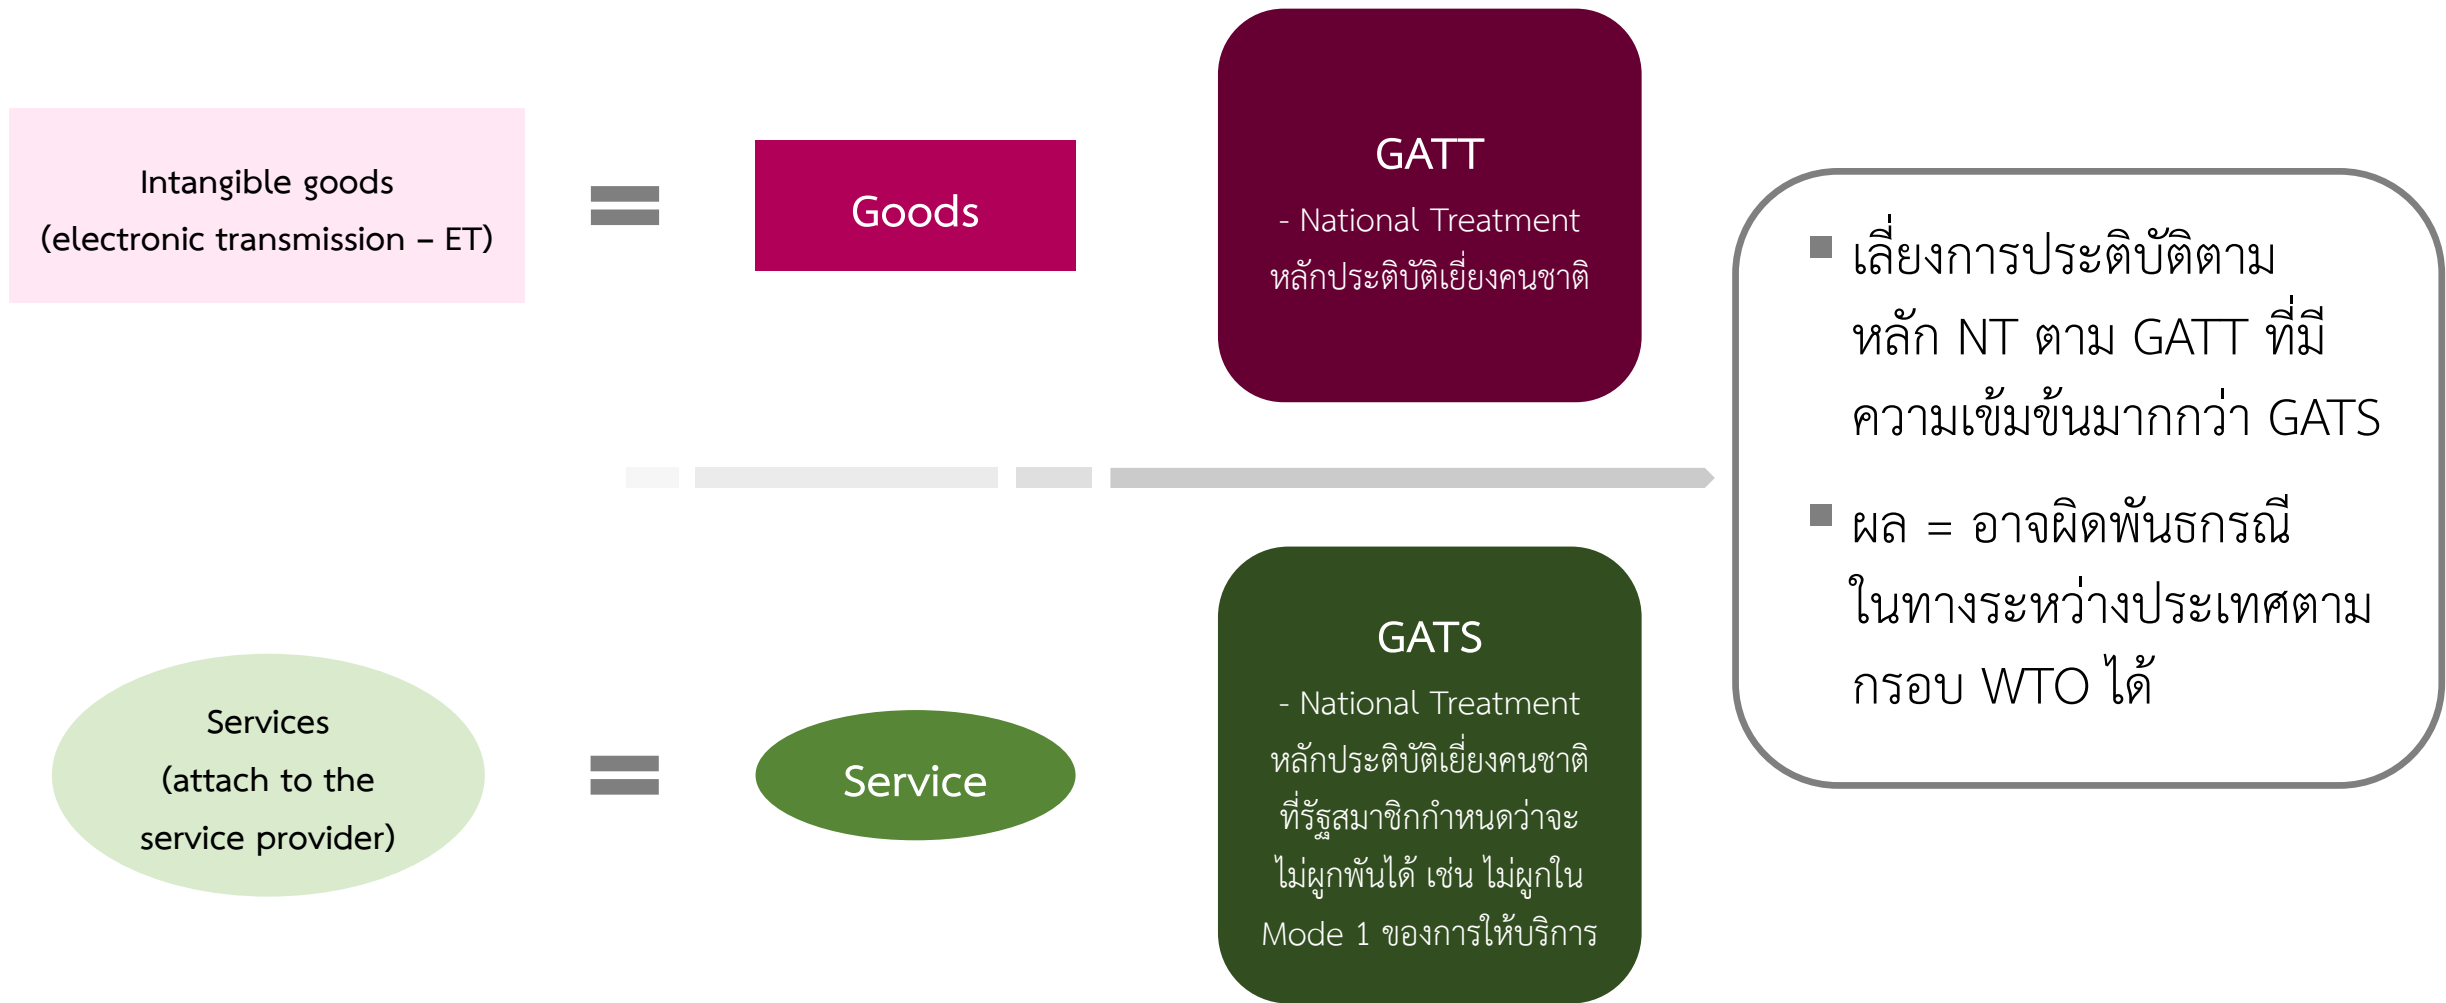 Intangible goods
(electronic transmission – ET)
Goods
GATT
- National Treatment
หลักประติบัติเยี่ยงคนชาติ
Services
(attach to the
service provider)
Service
GATS
- National Treatment
หลักประติบัติเยี่ยงคนชาติ
ที่รัฐสมาชิกกำหนดว่าจะ
ไม่ผูกพันได้ เช่น ไม่ผูกใน
Mode 1 ของการให้บริการ
▪ เลี่ยงการประติบัติตาม
หลัก NT ตาม GATT ที่มี
ความเข้มข้นมากกว่า GATS
▪ ผล = อาจผิดพันธกรณี
ในทางระหว่างประเทศตาม
กรอบ WTO ได้